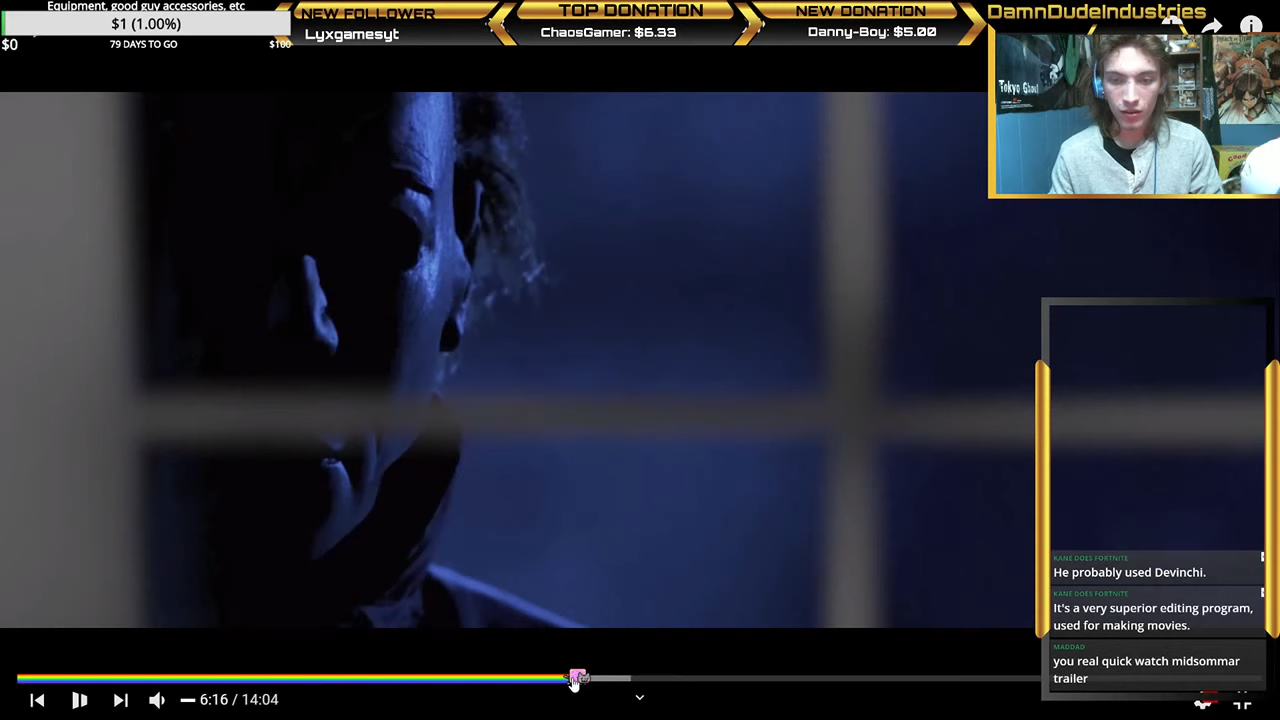 Equipment, good guy accessories, etc
$1 (1.00%)
$0
79 DAYS TO GO
$100
NEW FOLLOWER
Lyxgamesyt
TOP DONATION
ChaosGamer: $6.33
NEW DONATION
Danny-Boy: $5.00
DamnDudeIndustries
Tokyo Ghoul
KANE DOES FORTNITE
He probably used Devinchi.
KANE DOES FORTNITE
It's a very superior editing program,
used for making movies.
MADDAD
you real quick watch midsommar
trailer
6:16 / 14:04